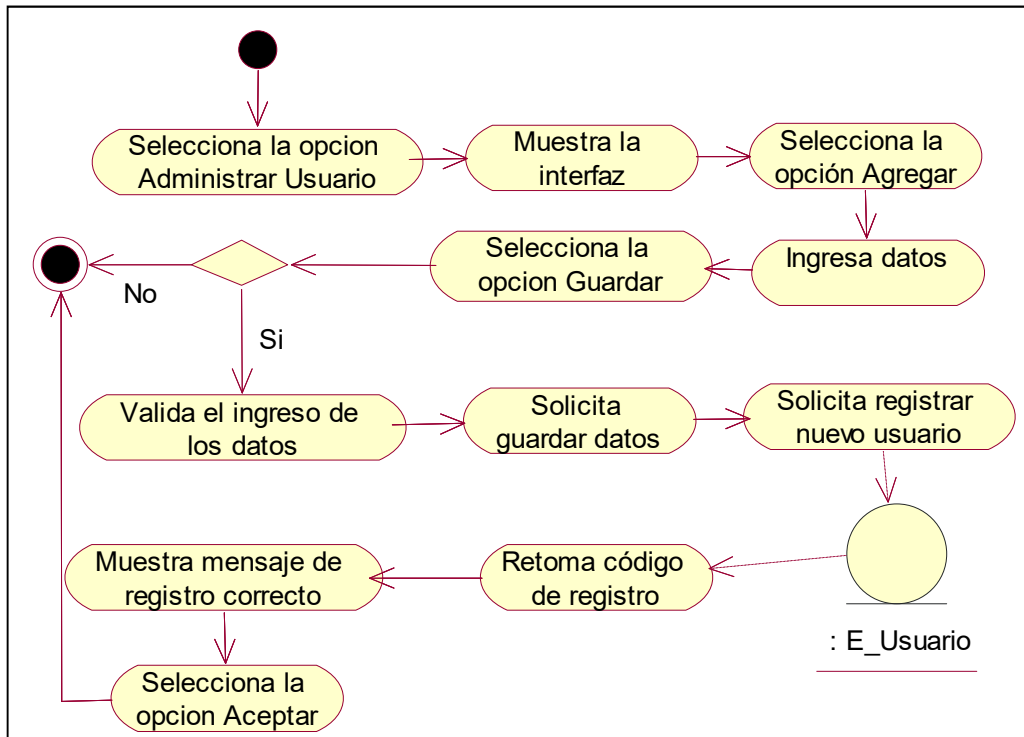 Selecciona la opcion
Administrar Usuario
Muestra la
interfaz
Selecciona la
opción Agregar
Ingresa datos
Selecciona la
opcion Guardar
No
Si
Valida el ingreso de
los datos
Solicita
guardar datos
Solicita registrar
nuevo usuario
: E_Usuario
Retoma código
de registro
Muestra mensaje de
registro correcto
Selecciona la
opcion Aceptar